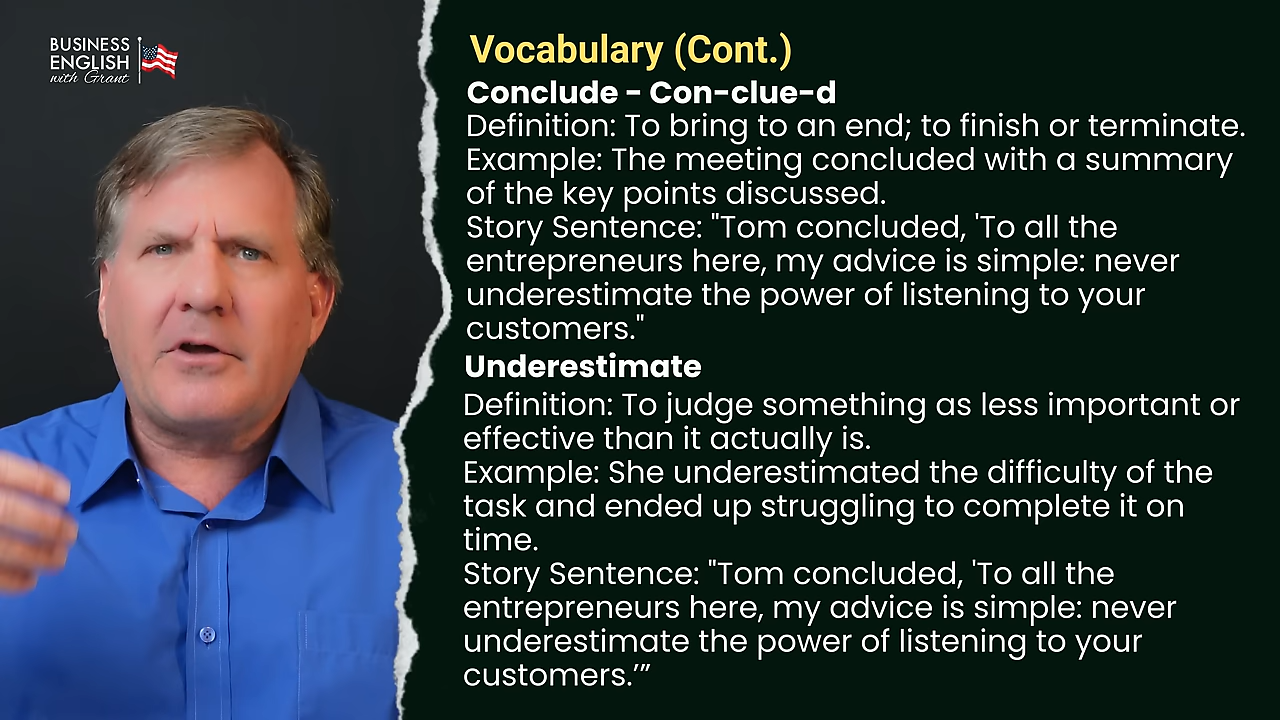 BUSINESS
ENGLISH
with Grant
Vocabulary (Cont.)
Conclude - Con-clue-d
Definition: To bring to an end; to finish or terminate.
Example: The meeting concluded with a summary
of the key points discussed.
Story Sentence: "Tom concluded, 'To all the
entrepreneurs here, my advice is simple: never
underestimate the power of listening to your
customers."
Underestimate
Definition: To judge something as less important or
effective than it actually is.
Example: She underestimated the difficulty of the
task and ended up struggling to complete it on
time.
Story Sentence: "Tom concluded, 'To all the
entrepreneurs here, my advice is simple: never
underestimate the power of listening to your
customers.’”